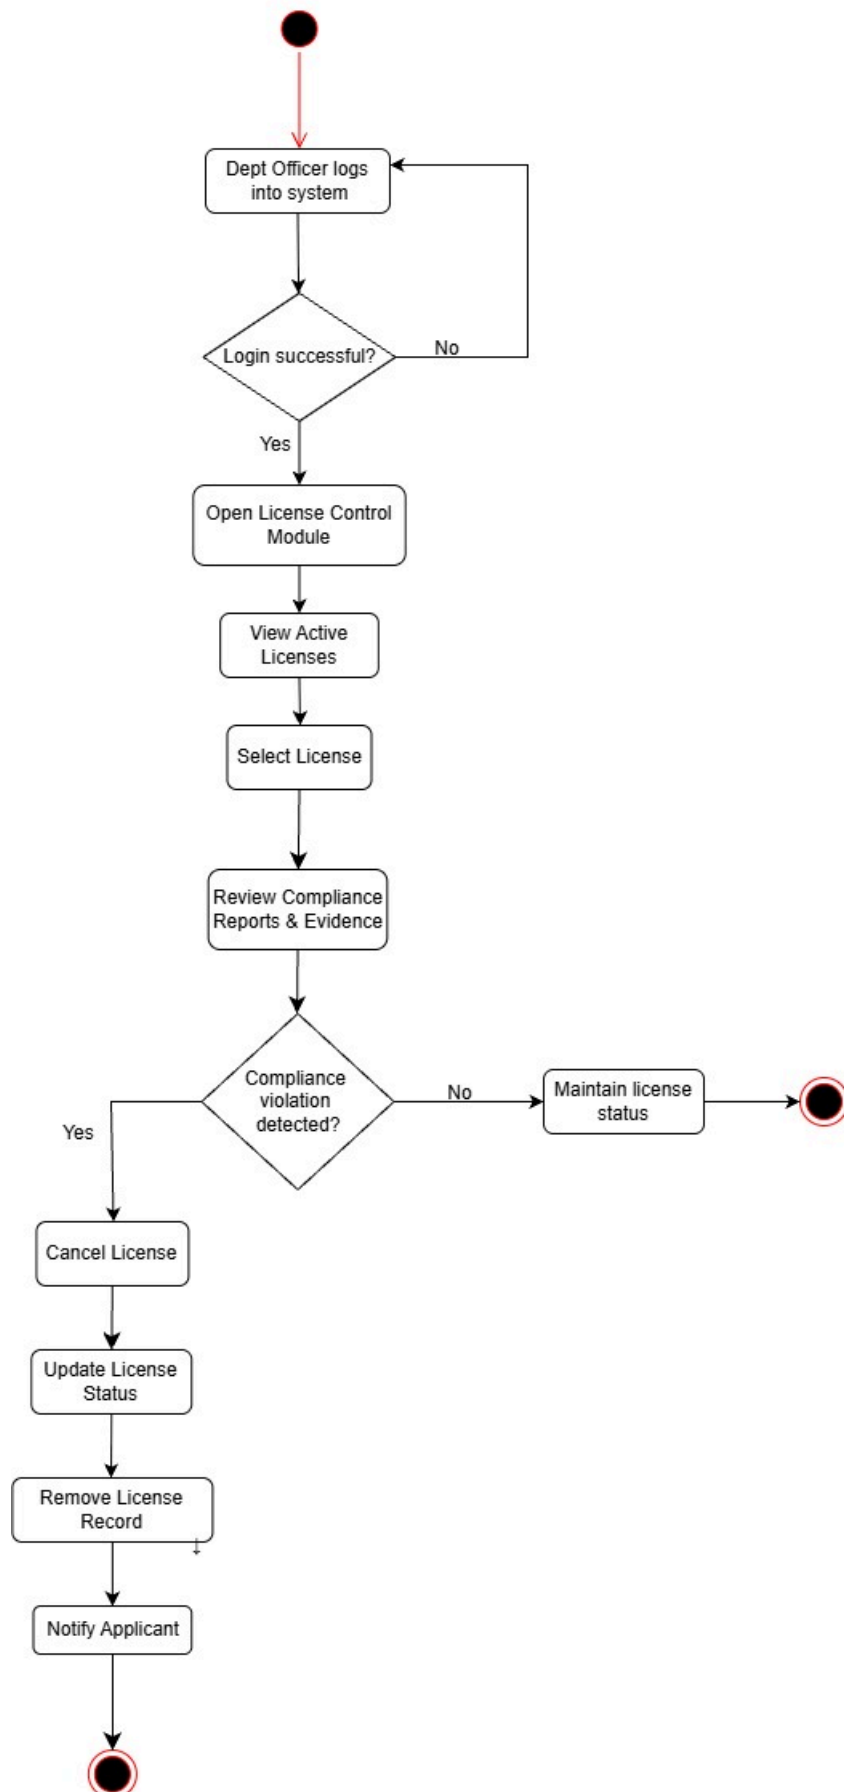 Dept Officer logs
into system
Login successful?
No
Yes
Open License Control
Module
View Active
Licenses
Select License
Review Compliance
Reports & Evidence
Compliance
violation
detected?
No
Maintain license
status
Yes
Cancel License
Update License
Status
Remove License
Record
Notify Applicant